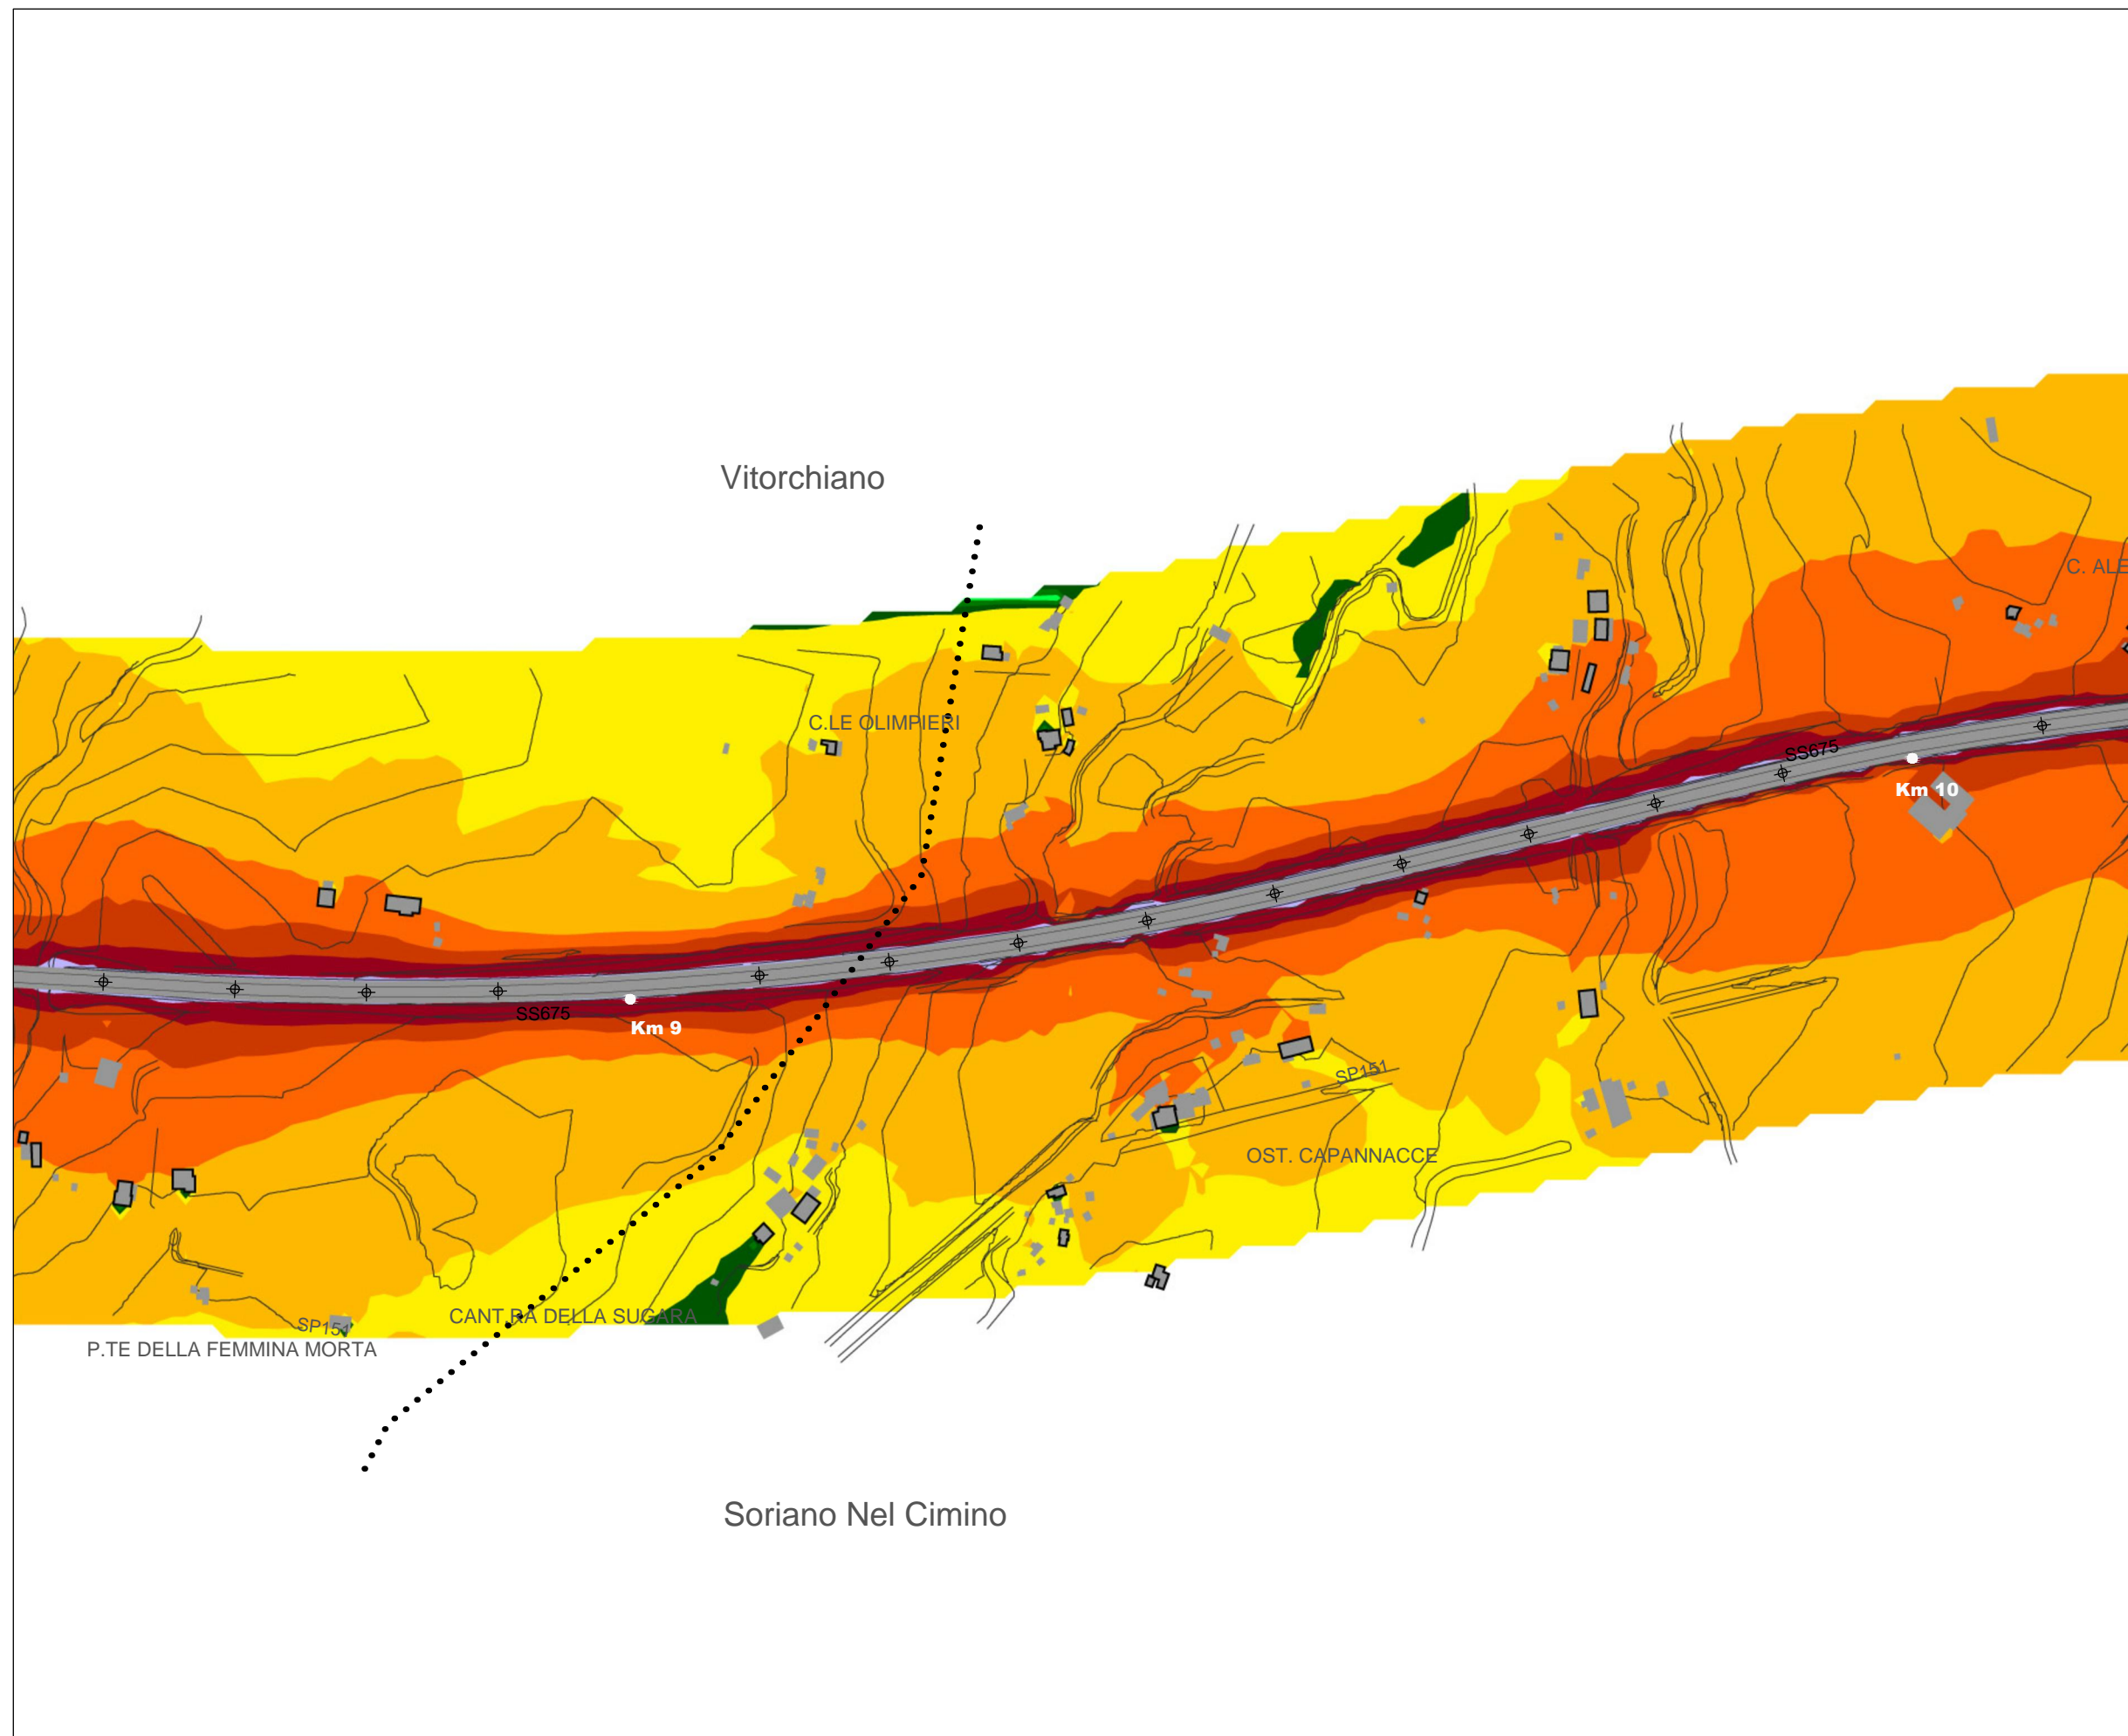 Vitorchiano
C. ALE
C.LE OLIMPIERI
SS675
Km 10
SS675
Km 9
SP151
OST. CAPANNACCE
CANT.RA DELLA SUGARA
SP151
P.TE DELLA FEMMINA MORTA
Soriano Nel Cimino